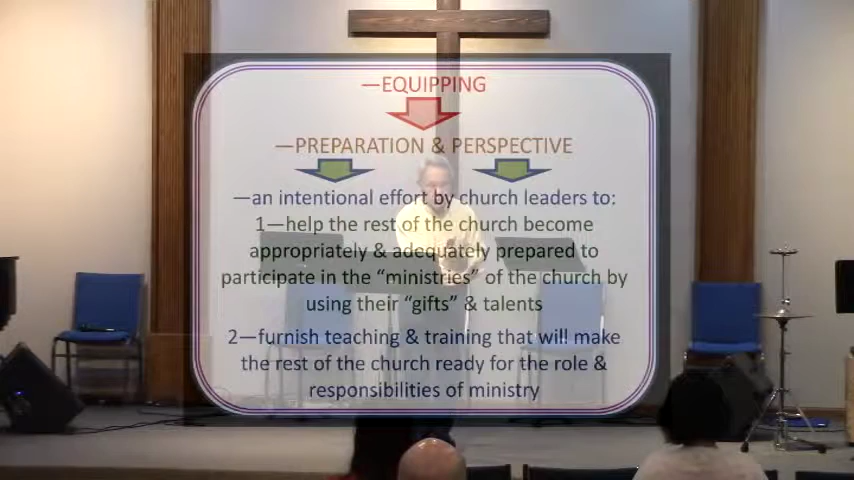 —EQUIPPING
—PREPARATION & PERSPECTIVE
—an intentional effort by church leaders to:
1—help the rest of the church become
appropriately & adequately prepared to
participate in the “ministries” of the church by
using their “gifts” & talents
2—furnish teaching & training that will make
the rest of the church ready for the role &
responsibilities of ministry